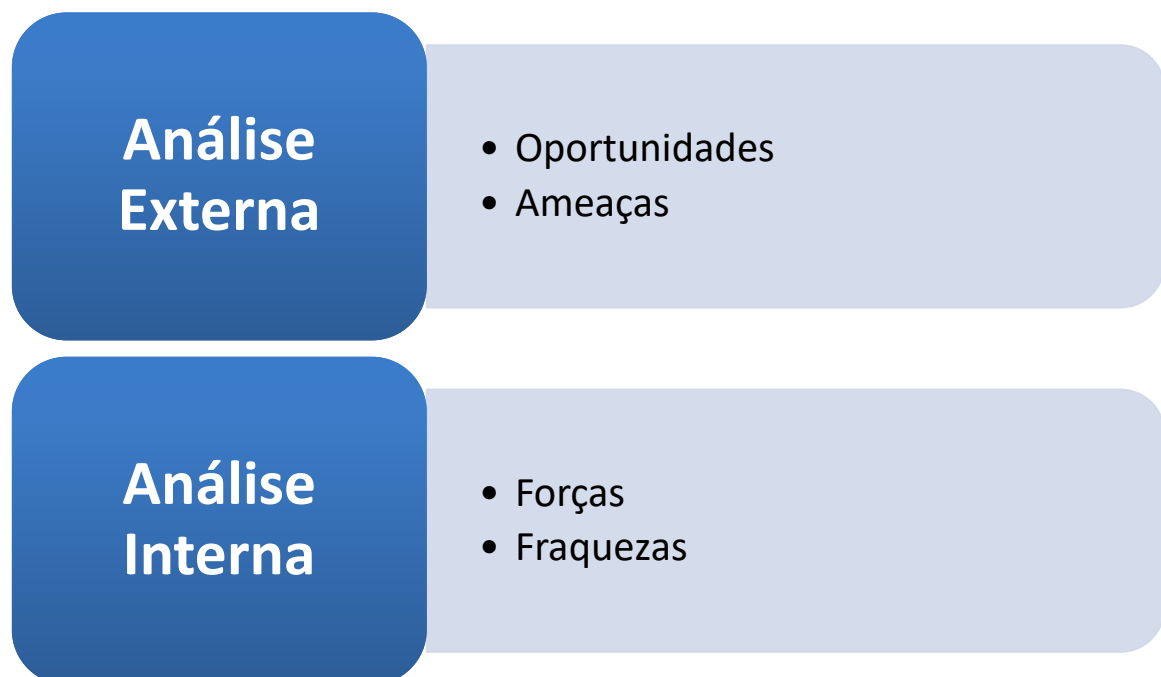 Análise
Externa
• Oportunidades
• Ameaças
Análise
Interna
• Forças
• Fraquezas